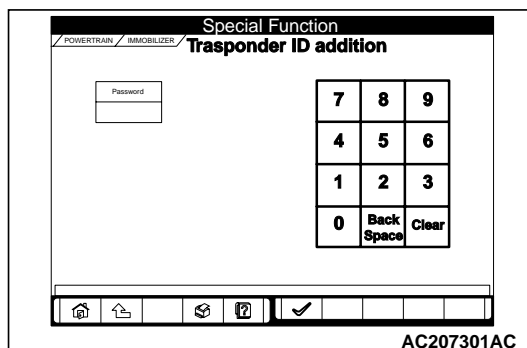 Special Function
POWERTRAIN IMMOBILIZER Trasponder ID addition
Password
7 8 9
4 5 6
1 2 3
0 Back Space Clear
?
AC207301AC